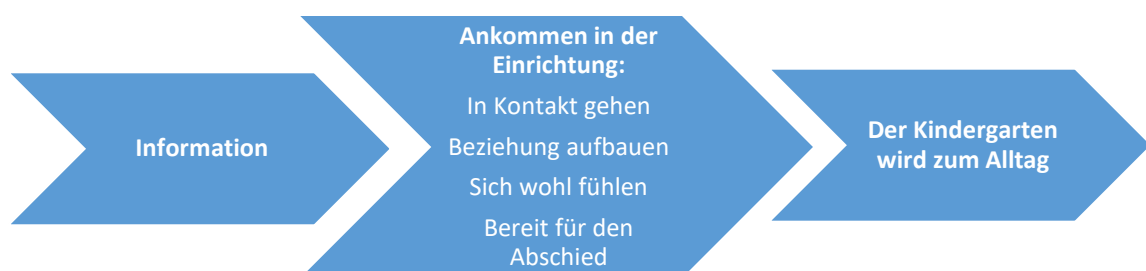 Information
Ankommen in der
Einrichtung:
In Kontakt gehen
Beziehung aufbauen
Sich wohl fühlen
Bereit für den
Abschied
Der Kindergarten
wird zum Alltag